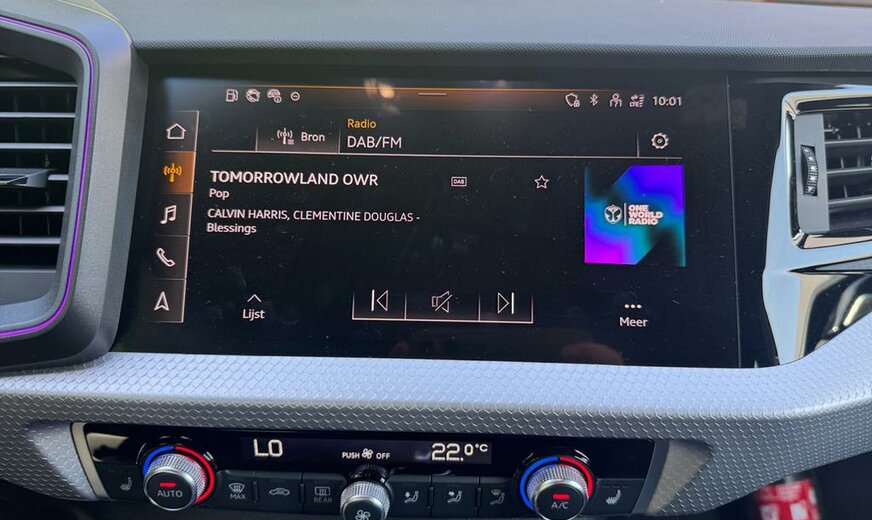 10:01
Radio
Bron
DAB/FM
TOMORROWLAND OWR
DAB
Pop
CALVIN HARRIS, CLEMENTINE DOUGLAS -
Blessings
ONE
WORLD
RADIO
Lijst
Meer
LO
PUSH OFF
22.0°C
AUTO
MAX
REAR
A/C